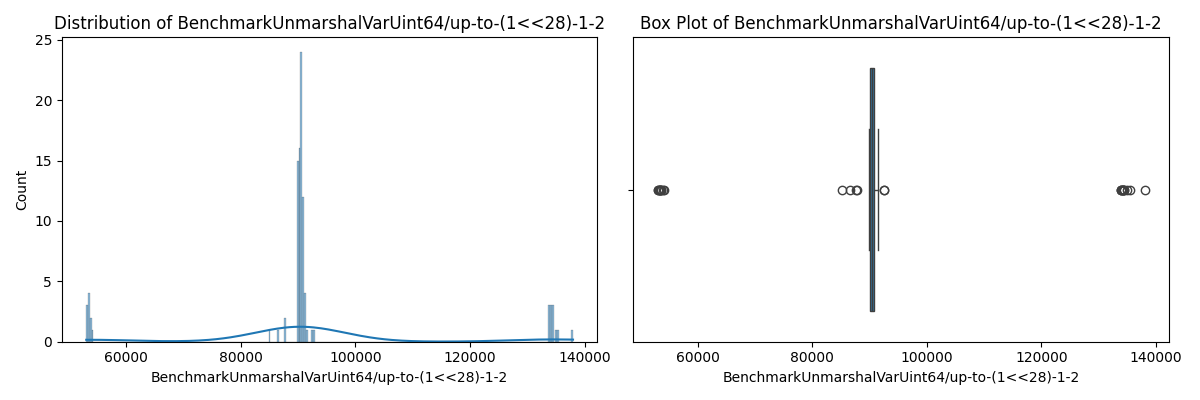 Distribution of BenchmarkUnmarshalVarUint64/up-to-(1<<28)-1-2
Count
25
20
15
10
5
0
60000 80000 100000 120000 140000
BenchmarkUnmarshalVarUint64/up-to-(1<<28)-1-2
Box Plot of BenchmarkUnmarshalVarUint64/up-to-(1<<28)-1-2
60000 80000 100000 120000 140000
BenchmarkUnmarshalVarUint64/up-to-(1<<28)-1-2